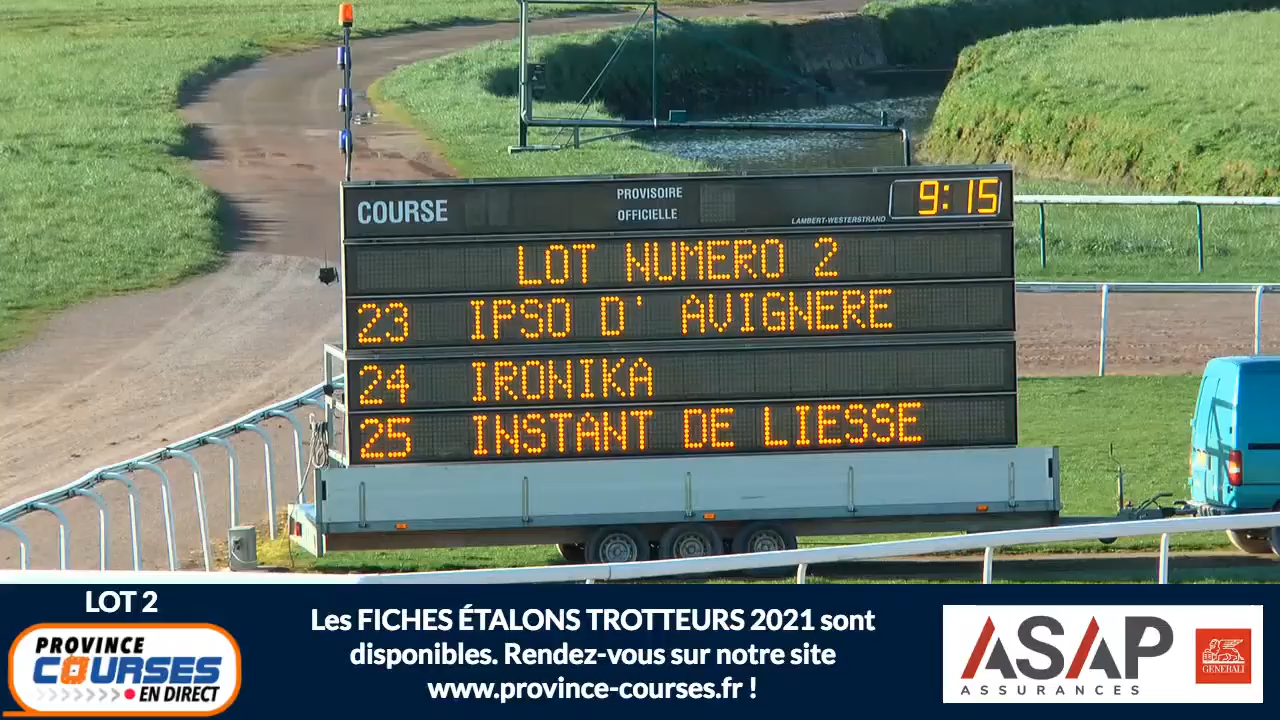 COURSE
PROVISOIRE
OFFICIELLE
LAMBERT-WESTERSTRAND
9:15
LOT NUMERO 2
23 IPSO D' AVIGNERE
24 IRONIKA
25 INSTANT DE LIESSE
LOT 2
PROVINCE
COURSES
EN DIRECT
Les FICHES ÉTALONS TROTTEURS 2021 sont
disponibles. Rendez-vous sur notre site
www.province-courses.fr !
ASAP
ASSURANCES
GENERALI